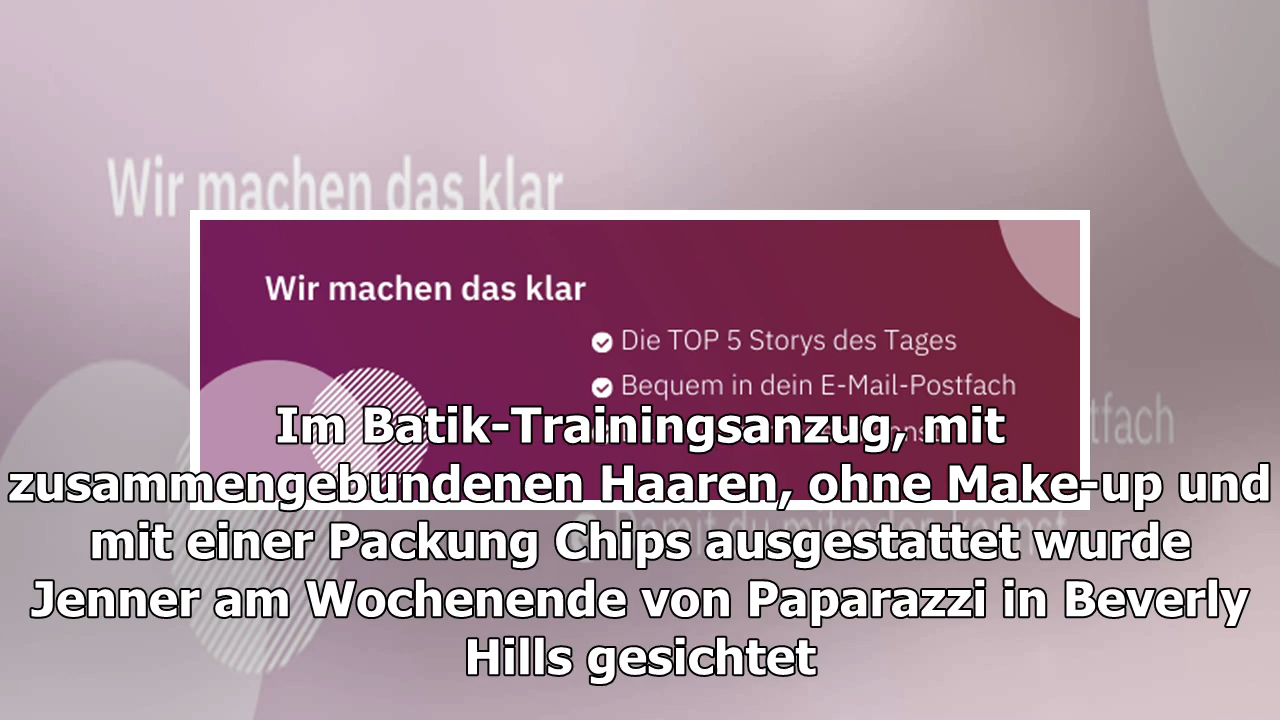 Wir machen das klar
Wir machen das klar
Die TOP 5 Storys des Tages
Bequem in dein E-Mail-Postfach
tfach
Im Batik-Trainingsanzug, mit
zusammengebundenen Haaren, ohne Make-up und
mit einer Packung Chips ausgestattet wurde
Jenner am Wochenende von Paparazzi in Beverly
Hills gesichtet